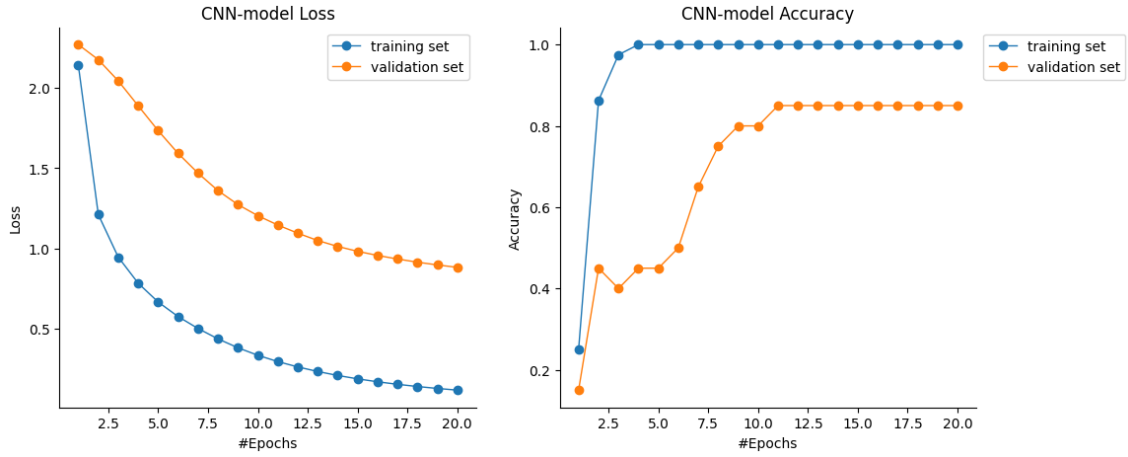 CNN-model Loss
training set
validation set
Loss
2.0
1.5
1.0
0.5
2.5
5.0
7.5
10.0
12.5
15.0
17.5
20.0
#Epochs
CNN-model Accuracy
training set
validation set
Accuracy
1.0
0.8
0.6
0.4
0.2
2.5
5.0
7.5
10.0
12.5
15.0
17.5
20.0
#Epochs